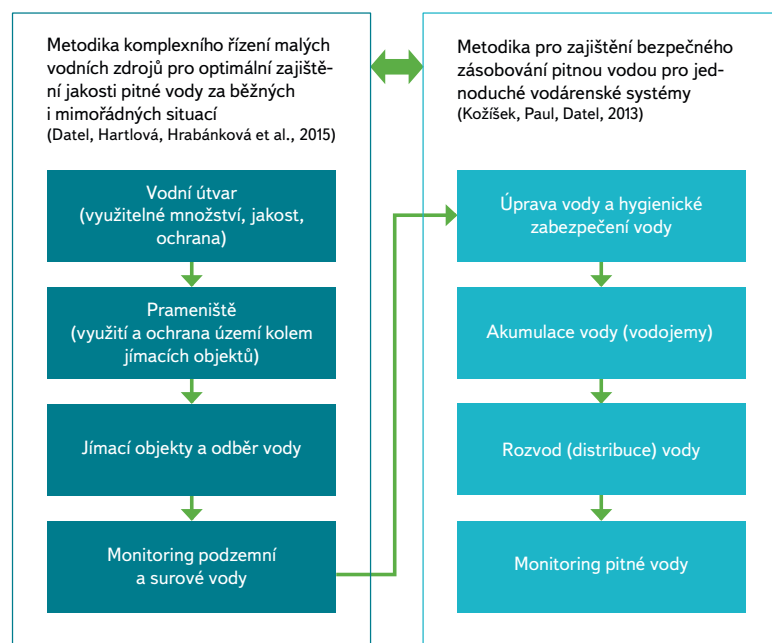 Metodika komplexního řízení malých
vodních zdrojů pro optimální zajiště-
ní jakosti pitné vody za běžných
i mimořádných situací
(Datel, Hartlová, Hrabánková et al., 2015)
Vodní útvar
(využitelné množství, jakost,
ochrana)
Prameniště
(využití a ochrana území kolem
jímacích objektů)
Jímací objekty a odběr vody
Monitoring podzemní
a surové vody
Metodika pro zajištění bezpečného
zásobování pitnou vodou pro jed-
noduché vodárenské systémy
(Kožíšek, Paul, Datel, 2013)
Úprava vody a hygienické
zabezpečení vody
Akumulace vody (vodojemy)
Rozvod (distribuce) vody
Monitoring pitné vody